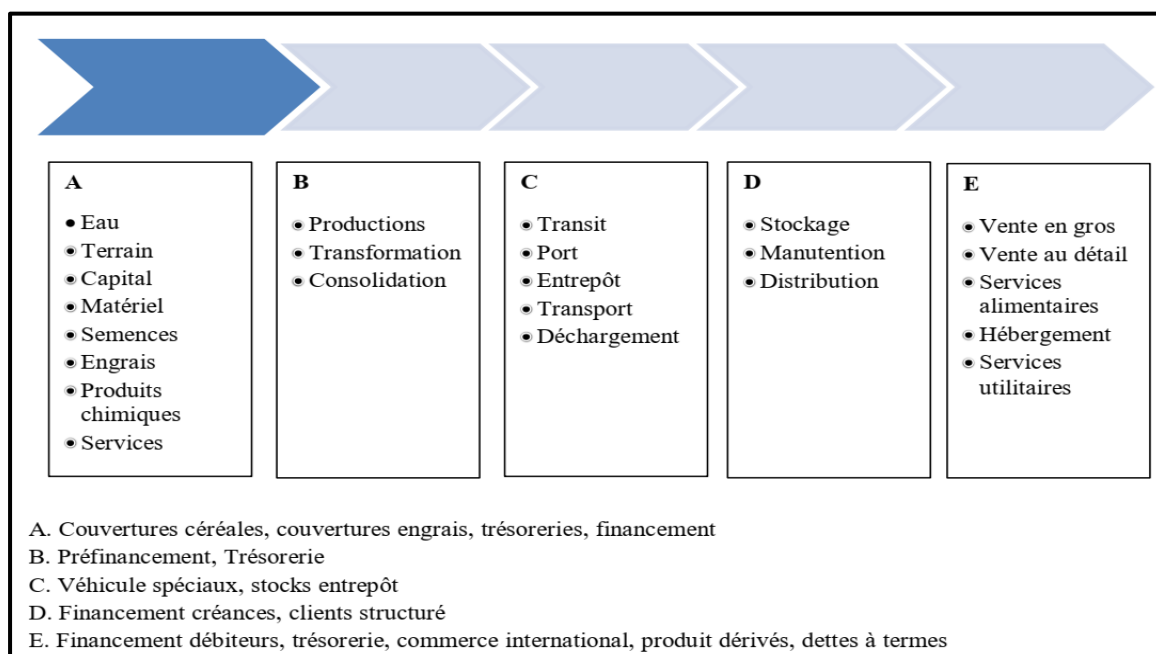 A
Eau
Terrain
Capital
Matériel
Semences
Engrais
Produits
chimiques
Services
B
Productions
Transformation
Consolidation
C
Transit
Port
Entrepôt
Transport
Déchargement
D
Stockage
Manutention
Distribution
E
Vente en gros
Vente au détail
Services
alimentaires
Hébergement
Services
utilitaires
A. Couvertures céréales, couvertures engrais, trésoreries, financement
B. Préfinancement, Trésorerie
C. Véhicule spéciaux, stocks entrepôt
D. Financement créances, clients structuré
E. Financement débiteurs, trésorerie, commerce international, produit dérivés, dettes à termes